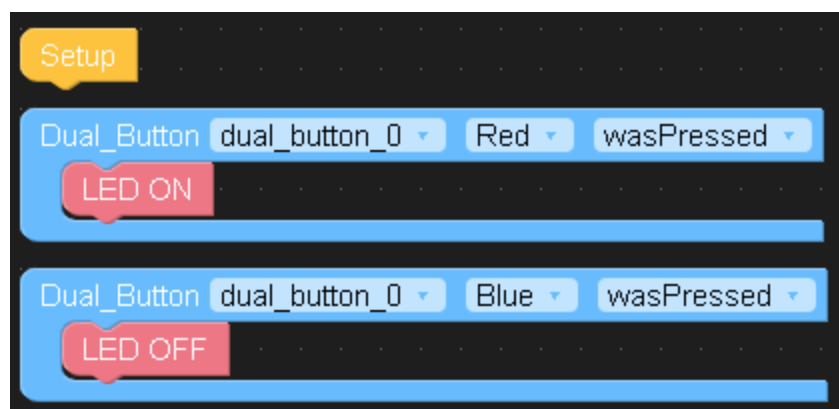 Setup
Dual_Button dual_button_0 Red wasPressed
LED ON
Dual_Button dual_button_0 Blue wasPressed
LED OFF